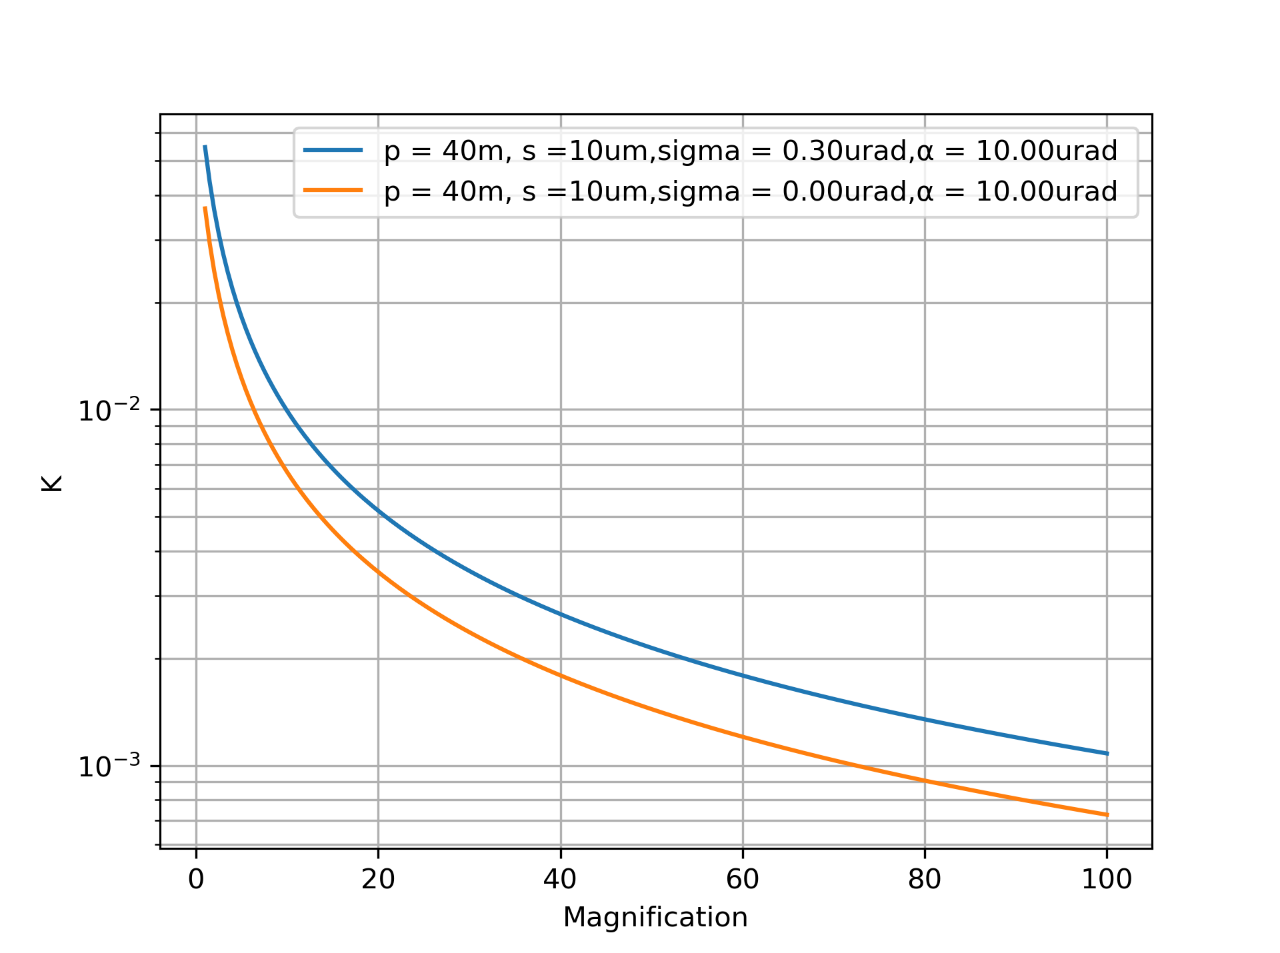 p = 40m, s =10um,sigma = 0.30urad,α = 10.00urad
p = 40m, s =10um,sigma = 0.00urad,α = 10.00urad
10⁻²
K
10⁻³
0 20 40 60 80 100
Magnification